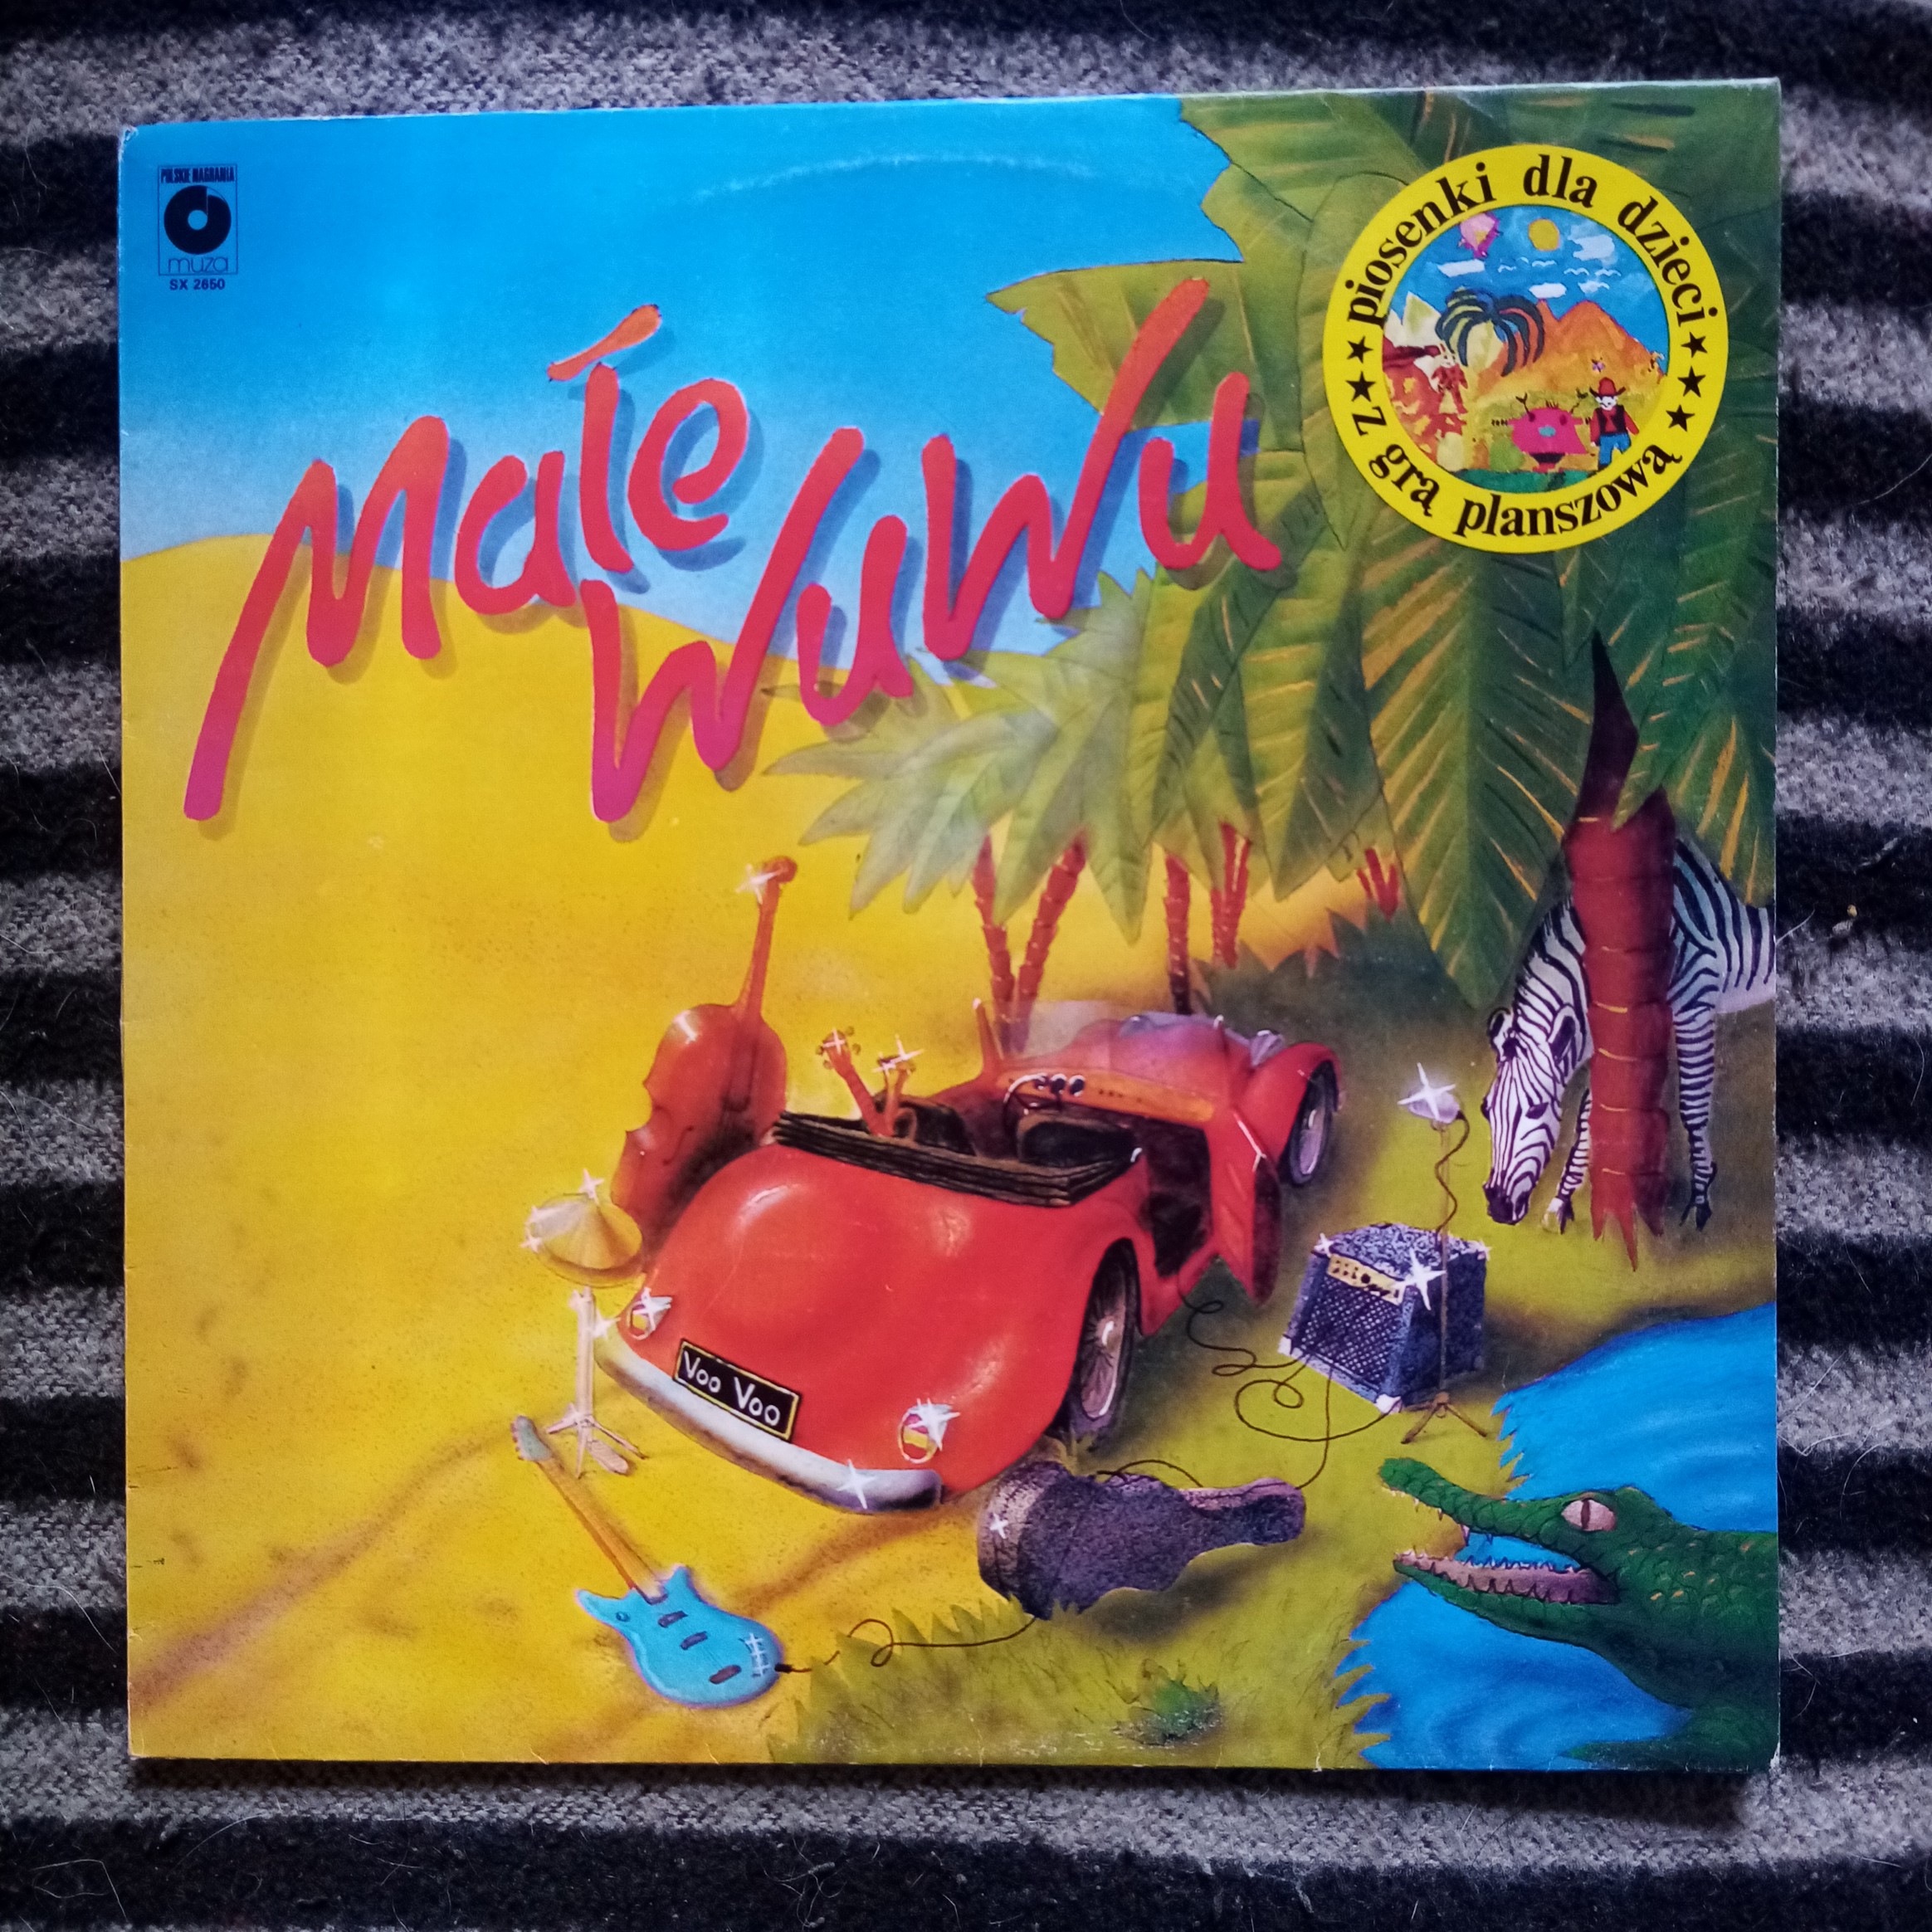 POLSKIE NAGRANIA
muza
SX 2650
Małe
WuWu
piosenki dla dzieci
z grą planszową
Voo Voo